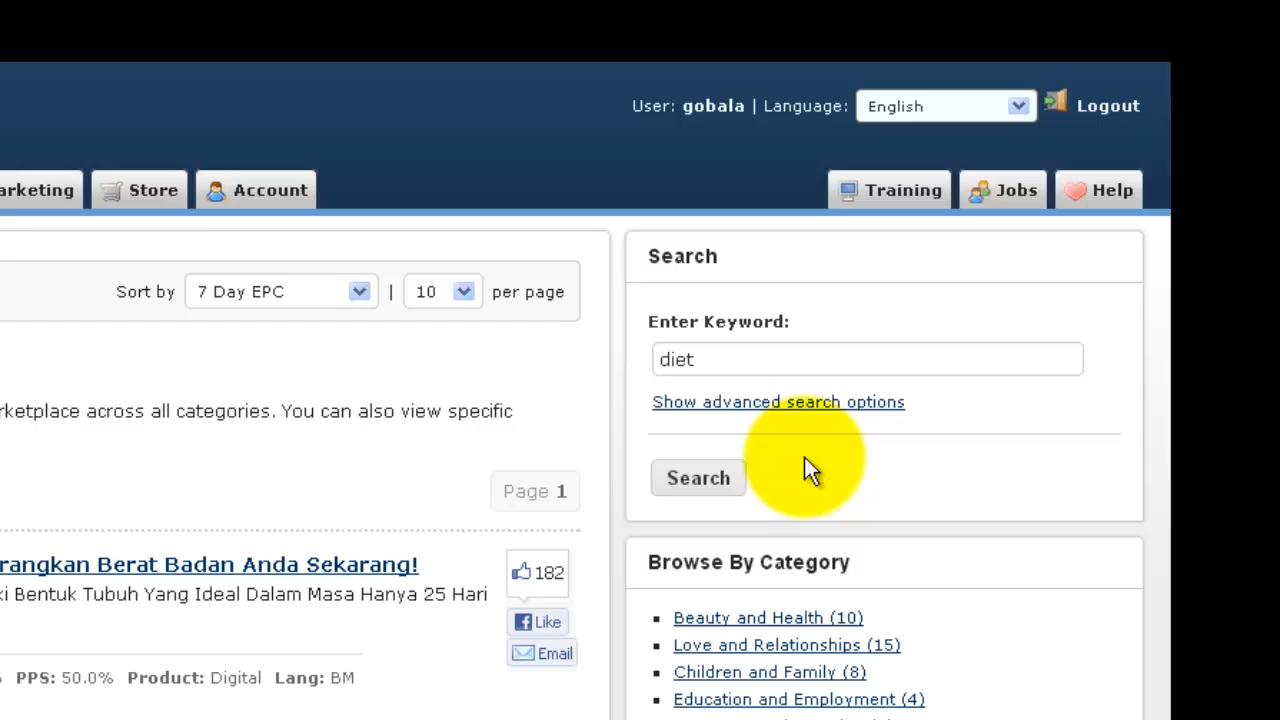 User: gobala | Language: English Logout
arketing Store Account Training Jobs Help
Sort by 7 Day EPC | 10 per page
rketplace across all categories. You can also view specific
Page 1
rangkan Berat Badan Anda Sekarang!
ki Bentuk Tubuh Yang Ideal Dalam Masa Hanya 25 Hari
182
Like
Email
PPS: 50.0% Product: Digital Lang: BM
Search
Enter Keyword:
diet
Show advanced search options
Search
Browse By Category
Beauty and Health (10)
Love and Relationships (15)
Children and Family (8)
Education and Employment (4)